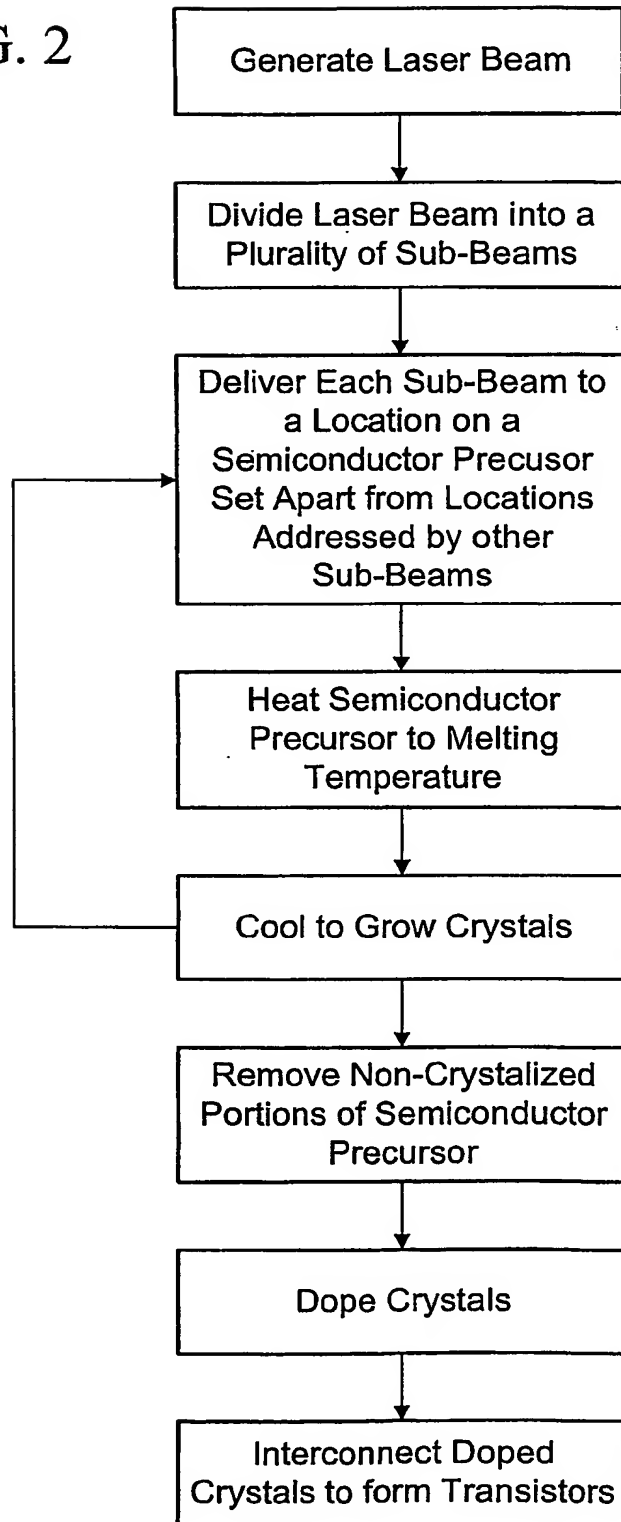 G. 2
Generate Laser Beam
Divide Laser Beam into a
Plurality of Sub-Beams
Deliver Each Sub-Beam to
a Location on a
Semiconductor Precusor
Set Apart from Locations
Addressed by other
Sub-Beams
Heat Semiconductor
Precursor to Melting
Temperature
Cool to Grow Crystals
Remove Non-Crystalized
Portions of Semiconductor
Precursor
Dope Crystals
Interconnect Doped
Crystals to form Transistors